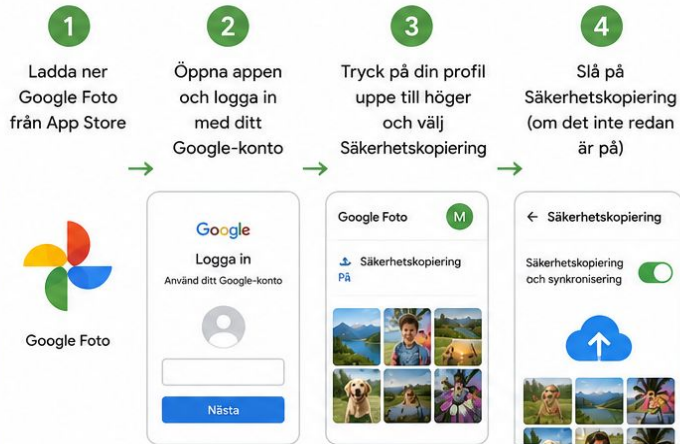 1
Ladda ner
Google Foto
från App Store
2
Öppna appen
och logga in
med ditt
Google-konto
3
Tryck på din profil
uppe till höger
och välj
Säkerhetskopiering
4
Slå på
Säkerhetskopiering
(om det inte redan
är på)
Google Foto
Google
Logga in
Använd ditt Google-konto
Nästa
Google Foto
M
Säkerhetskopiering
På
Säkerhetskopiering
Säkerhetskopiering
och synkronisering